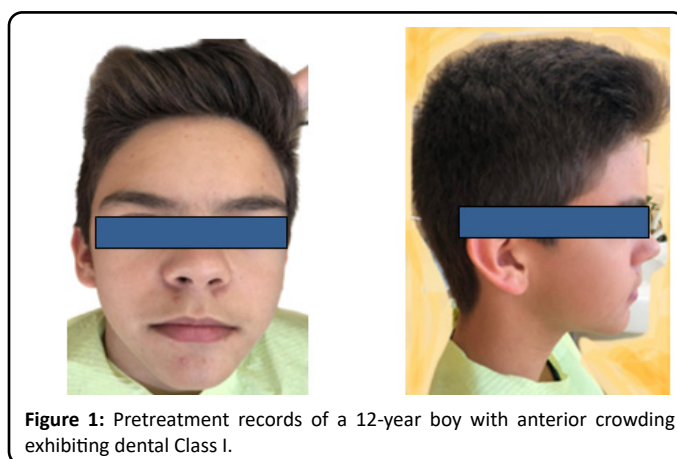 Figure 1: Pretreatment records of a 12-year boy with anterior crowding
exhibiting dental Class I.